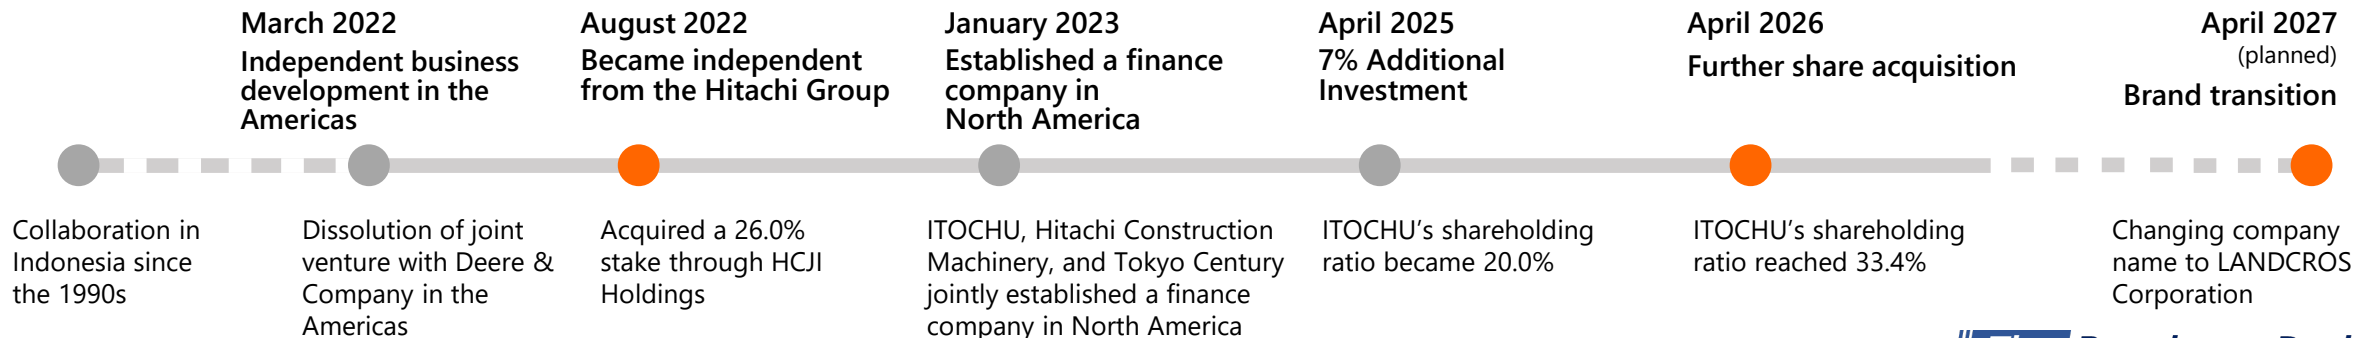 March 2022
Independent business
development in the
Americas
August 2022
Became independent
from the Hitachi Group
January 2023
Established a finance
company in
North America
April 2025
7% Additional
Investment
April 2026
Further share acquisition
April 2027
(planned)
Brand transition
Collaboration in
Indonesia since
the 1990s
Dissolution of joint
venture with Deere &
Company in the
Americas
Acquired a 26.0%
stake through HCJI
Holdings
ITOCHU, Hitachi Construction
Machinery, and Tokyo Century
jointly established a finance
company in North America
ITOCHU’s shareholding
ratio became 20.0%
ITOCHU’s shareholding
ratio reached 33.4%
Changing company
name to LANDCROS
Corporation